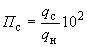 Пс = qс/qн 10²